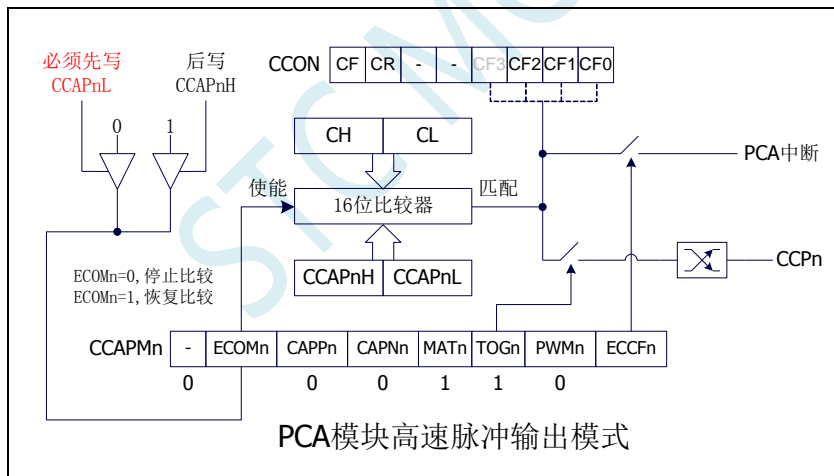 必须先写
CCAPnL
后写
CCAPnH
CCON CF CR - - CF3 CF2 CF1 CF0
0 1
CH CL
PCA中断
使能
16位比较器
匹配
CCPn
CCAPnH CCAPnL
ECOMn=0,停止比较
ECOMn=1,恢复比较
CCAPMn - ECOMn CAPPn CAPNn MATn TOGn PWMn ECCFn
0 0 0 1 1 0
PCA模块高速脉冲输出模式
STC MCU